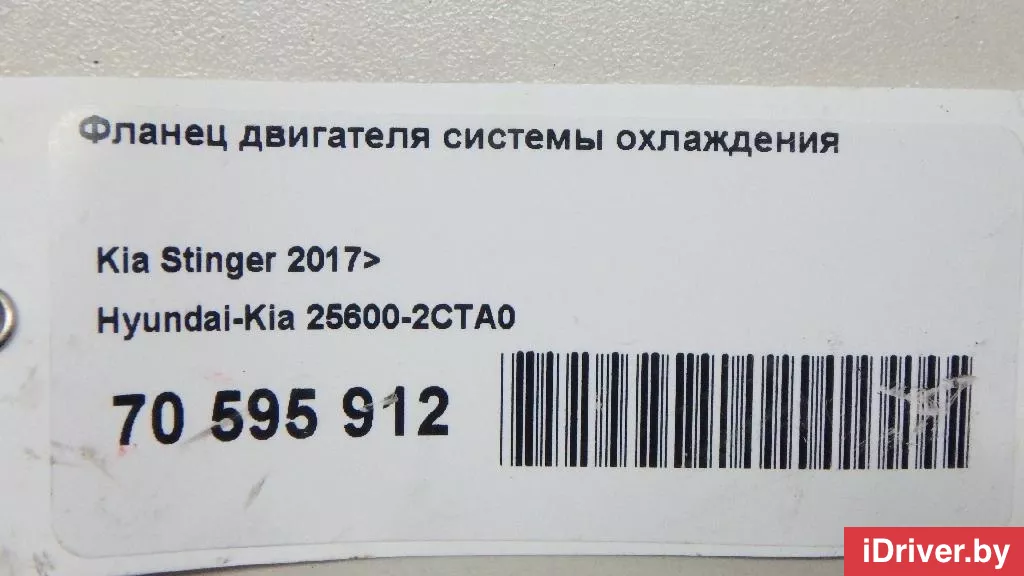 Фланец двигателя системы охлаждения
Kia Stinger 2017>
Hyundai-Kia 25600-2CTA0
70 595 912
iDriver.by